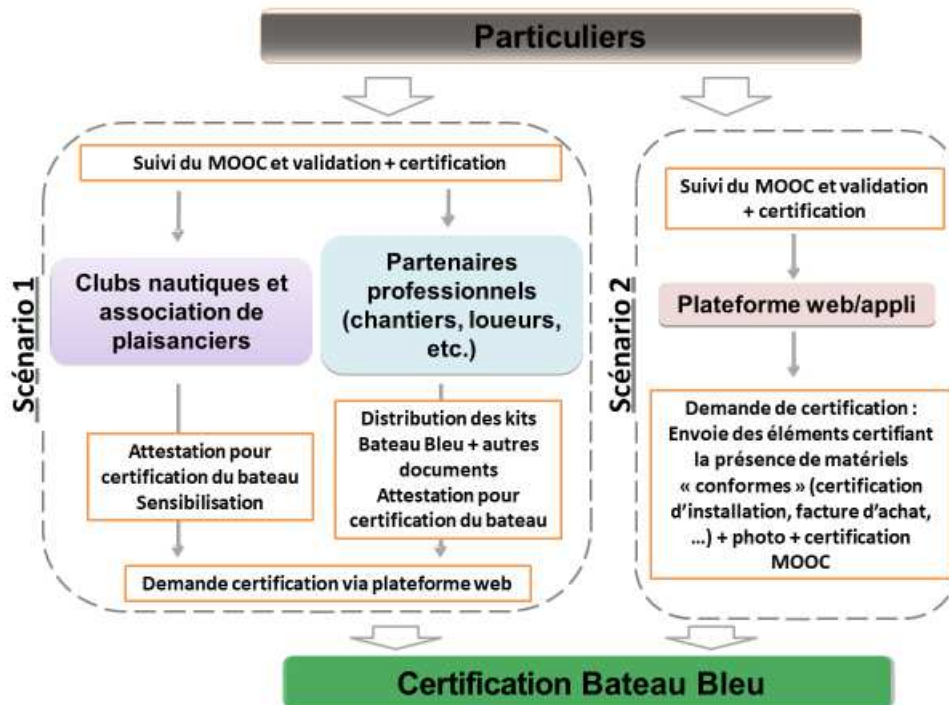 Particuliers
Scénario 1
Suivi du MOOC et validation + certification
Clubs nautiques et
association de
plaisanciers
Attestation pour
certification du bateau
Sensibilisation
Partenaires
professionnels
(chantiers, loueurs,
etc.)
Distribution des kits
Bateau Bleu + autres
documents
Attestation pour
certification du bateau
Demande certification via plateforme web
Scénario 2
Suivi du MOOC et validation
+ certification
Plateforme web/appli
Demande de certification :
Envoie des éléments certifiant
la présence de matériels
« conformes » (certification
d'installation, facture d'achat,
...) + photo + certification
MOOC
Certification Bateau Bleu